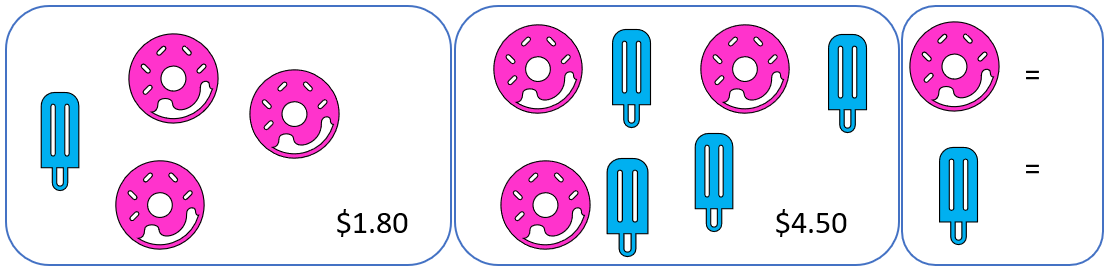 $1.80
$4.50
=
=